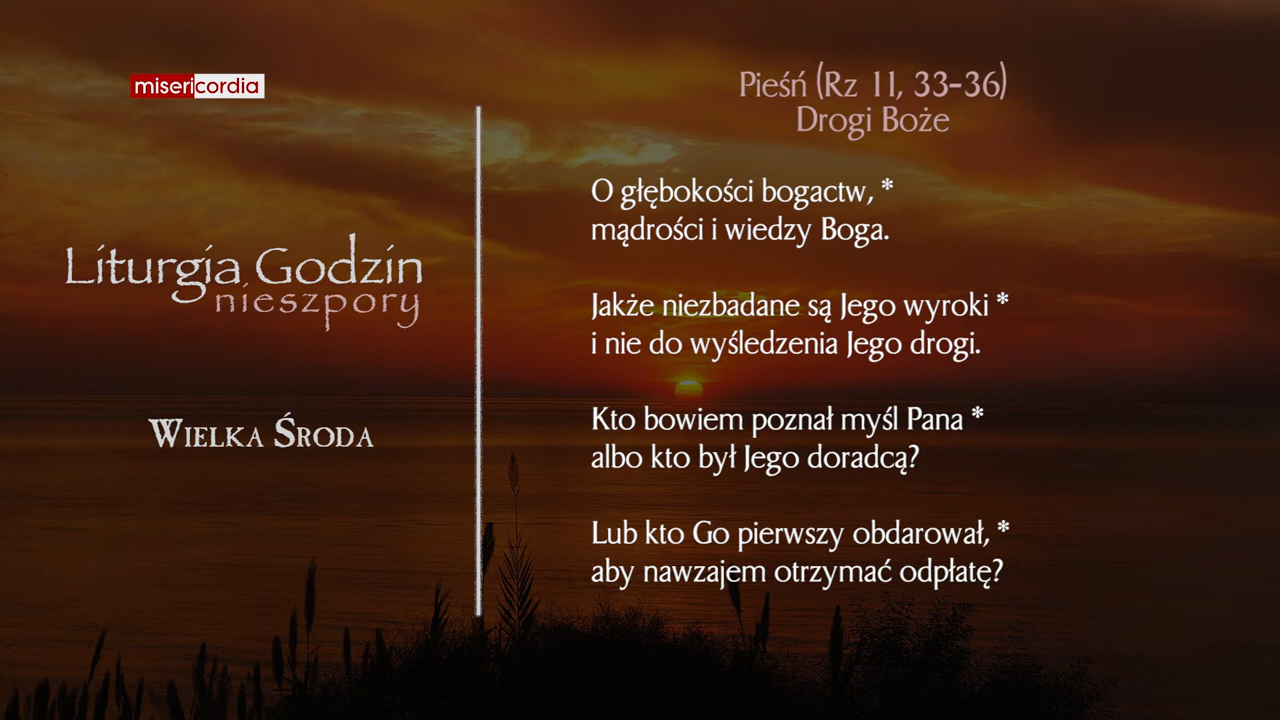 misericordia
Liturgia Godzin
nieszpory
Wielka Środa
Pieśń (Rz 11, 33-36)
Drogi Boże
O głębokości bogactw, *
mądrości i wiedzy Boga.
Jakże niezbadane są Jego wyroki *
i nie do wyśledzenia Jego drogi.
Kto bowiem poznał myśl Pana *
albo kto był Jego doradcą?
Lub kto Go pierwszy obdarował, *
aby nawzajem otrzymać odpłatę?